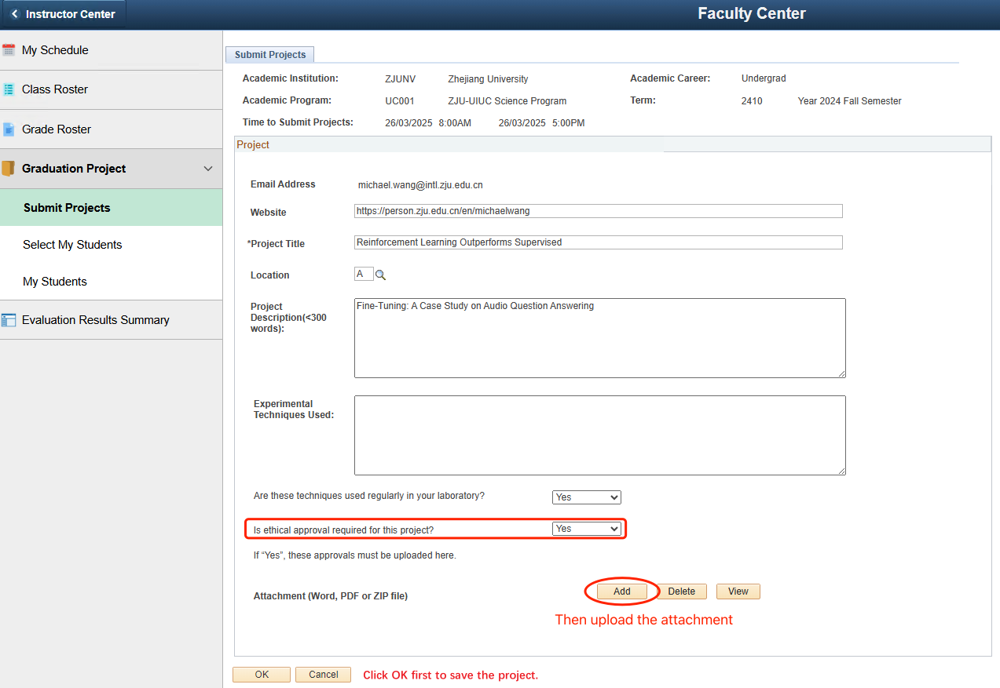 Instructor Center
Faculty Center
My Schedule
Class Roster
Grade Roster
Graduation Project
Submit Projects
Select My Students
My Students
Evaluation Results Summary
Submit Projects
Academic Institution: ZJUNV Zhejiang University Academic Career: Undergrad
Academic Program: UC001 ZJU-UIUC Science Program Term: 2410 Year 2024 Fall Semester
Time to Submit Projects: 26/03/2025 8:00AM 26/03/2025 5:00PM
Project
Email Address michael.wang@intl.zju.edu.cn
Website https://person.zju.edu.cn/en/michaelwang
*Project Title Reinforcement Learning Outperforms Supervised
Location A
Project Fine-Tuning: A Case Study on Audio Question Answering
Description(<300
words):
Experimental
Techniques Used:
Are these techniques used regularly in your laboratory? Yes
Is ethical approval required for this project? Yes
If “Yes”, these approvals must be uploaded here.
Attachment (Word, PDF or ZIP file) Add Delete View
Then upload the attachment
OK Cancel Click OK first to save the project.